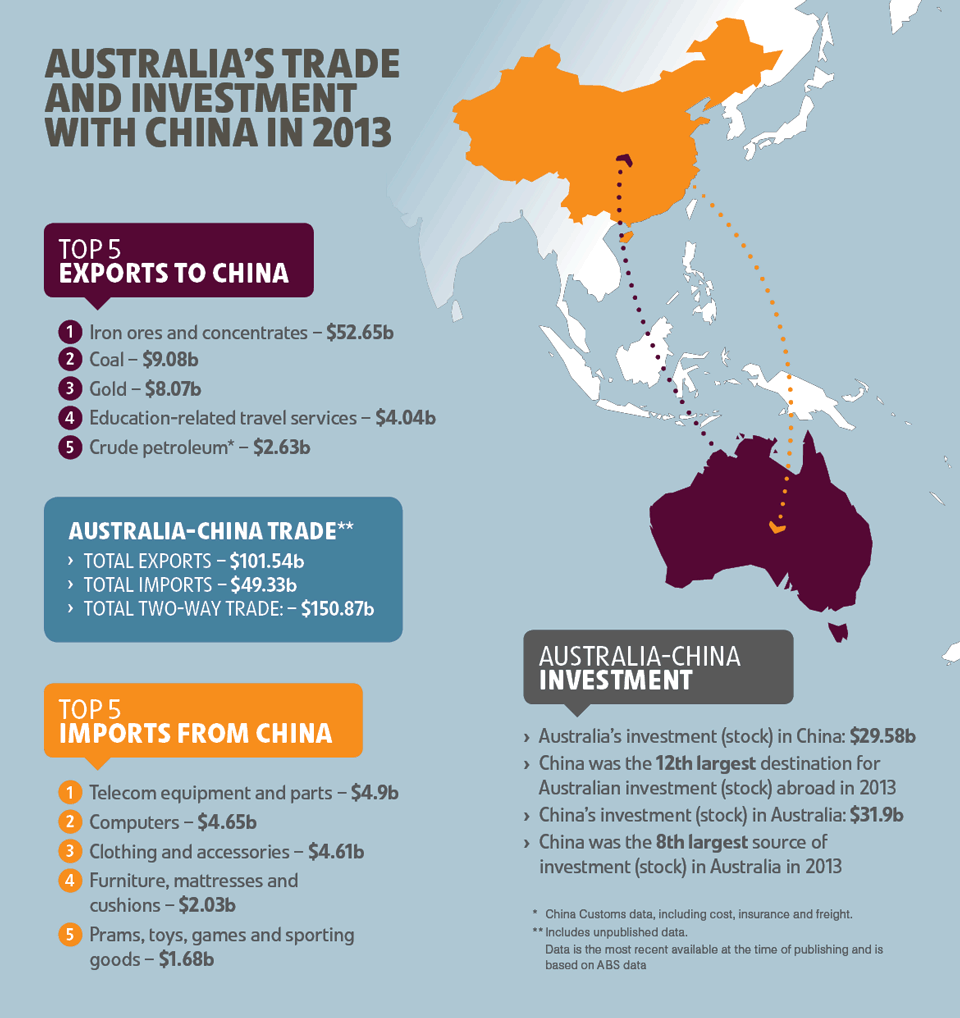 AUSTRALIA'S TRADE
AND INVESTMENT
WITH CHINA IN 2013
TOP 5
EXPORTS TO CHINA
1 Iron ores and concentrates – $52.65b
2 Coal – $9.08b
3 Gold – $8.07b
4 Education-related travel services – $4.04b
5 Crude petroleum* – $2.63b
AUSTRALIA-CHINA TRADE**
› TOTAL EXPORTS – $101.54b
› TOTAL IMPORTS – $49.33b
› TOTAL TWO-WAY TRADE: – $150.87b
TOP 5
IMPORTS FROM CHINA
1 Telecom equipment and parts – $4.9b
2 Computers – $4.65b
3 Clothing and accessories – $4.61b
4 Furniture, mattresses and
cushions – $2.03b
5 Prams, toys, games and sporting
goods – $1.68b
AUSTRALIA-CHINA
INVESTMENT
› Australia's investment (stock) in China: $29.58b
› China was the 12th largest destination for
Australian investment (stock) abroad in 2013
› China's investment (stock) in Australia: $31.9b
› China was the 8th largest source of
investment (stock) in Australia in 2013
* China Customs data, including cost, insurance and freight.
** Includes unpublished data.
Data is the most recent available at the time of publishing and is
based on ABS data